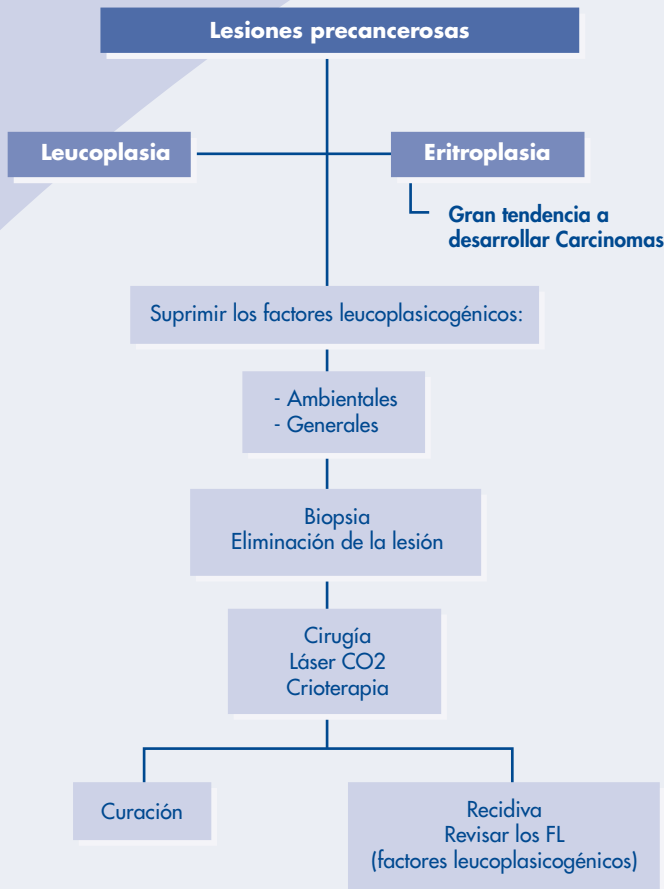 Lesiones precancerosas
Leucoplasia
Eritroplasia
Gran tendencia a
desarrollar Carcinomas
Suprimir los factores leucoplasicogénicos:
- Ambientales
- Generales
Biopsia
Eliminación de la lesión
Cirugía
Láser CO2
Crioterapia
Curación
Recidiva
Revisar los FL
(factores leucoplasicogénicos)